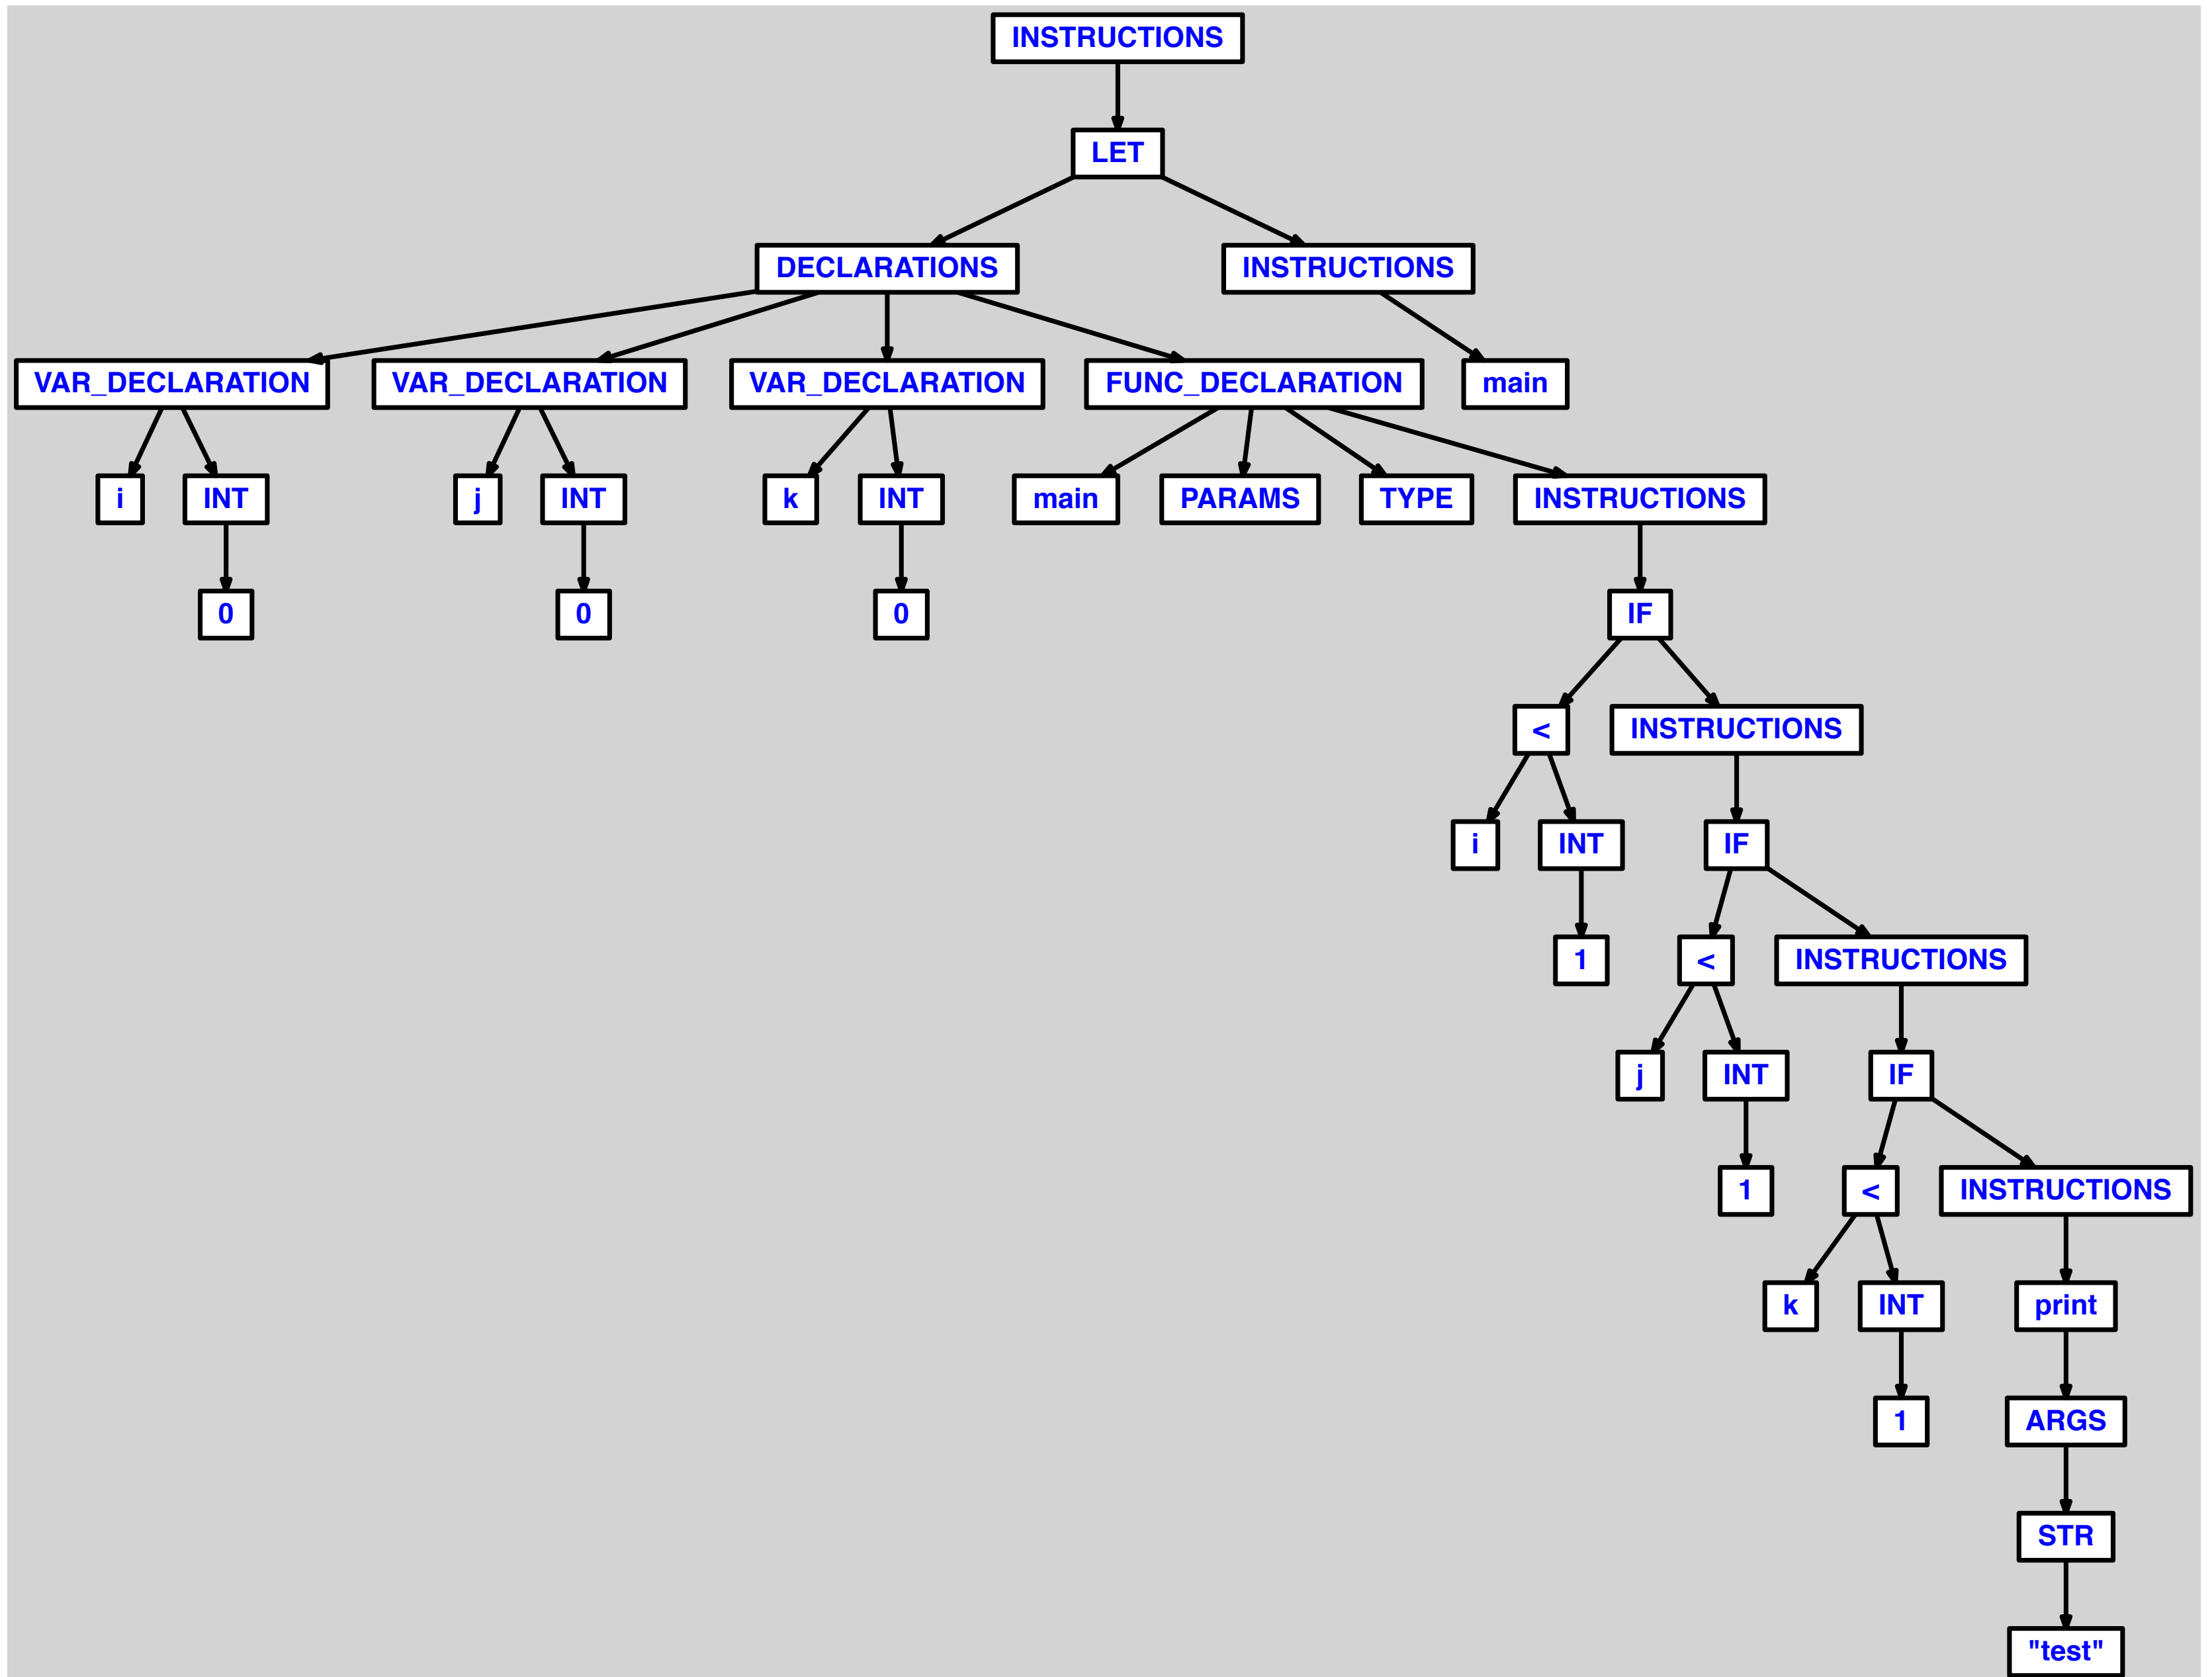 INSTRUCTIONS
LET
DECLARATIONS INSTRUCTIONS
VAR_DECLARATION VAR_DECLARATION VAR_DECLARATION FUNC_DECLARATION main
i INT j INT k INT main PARAMS TYPE INSTRUCTIONS
0 0 0 IF
< INSTRUCTIONS
i INT IF
1 < INSTRUCTIONS
j INT IF
1 < INSTRUCTIONS
k INT print
1 ARGS
STR
"test"